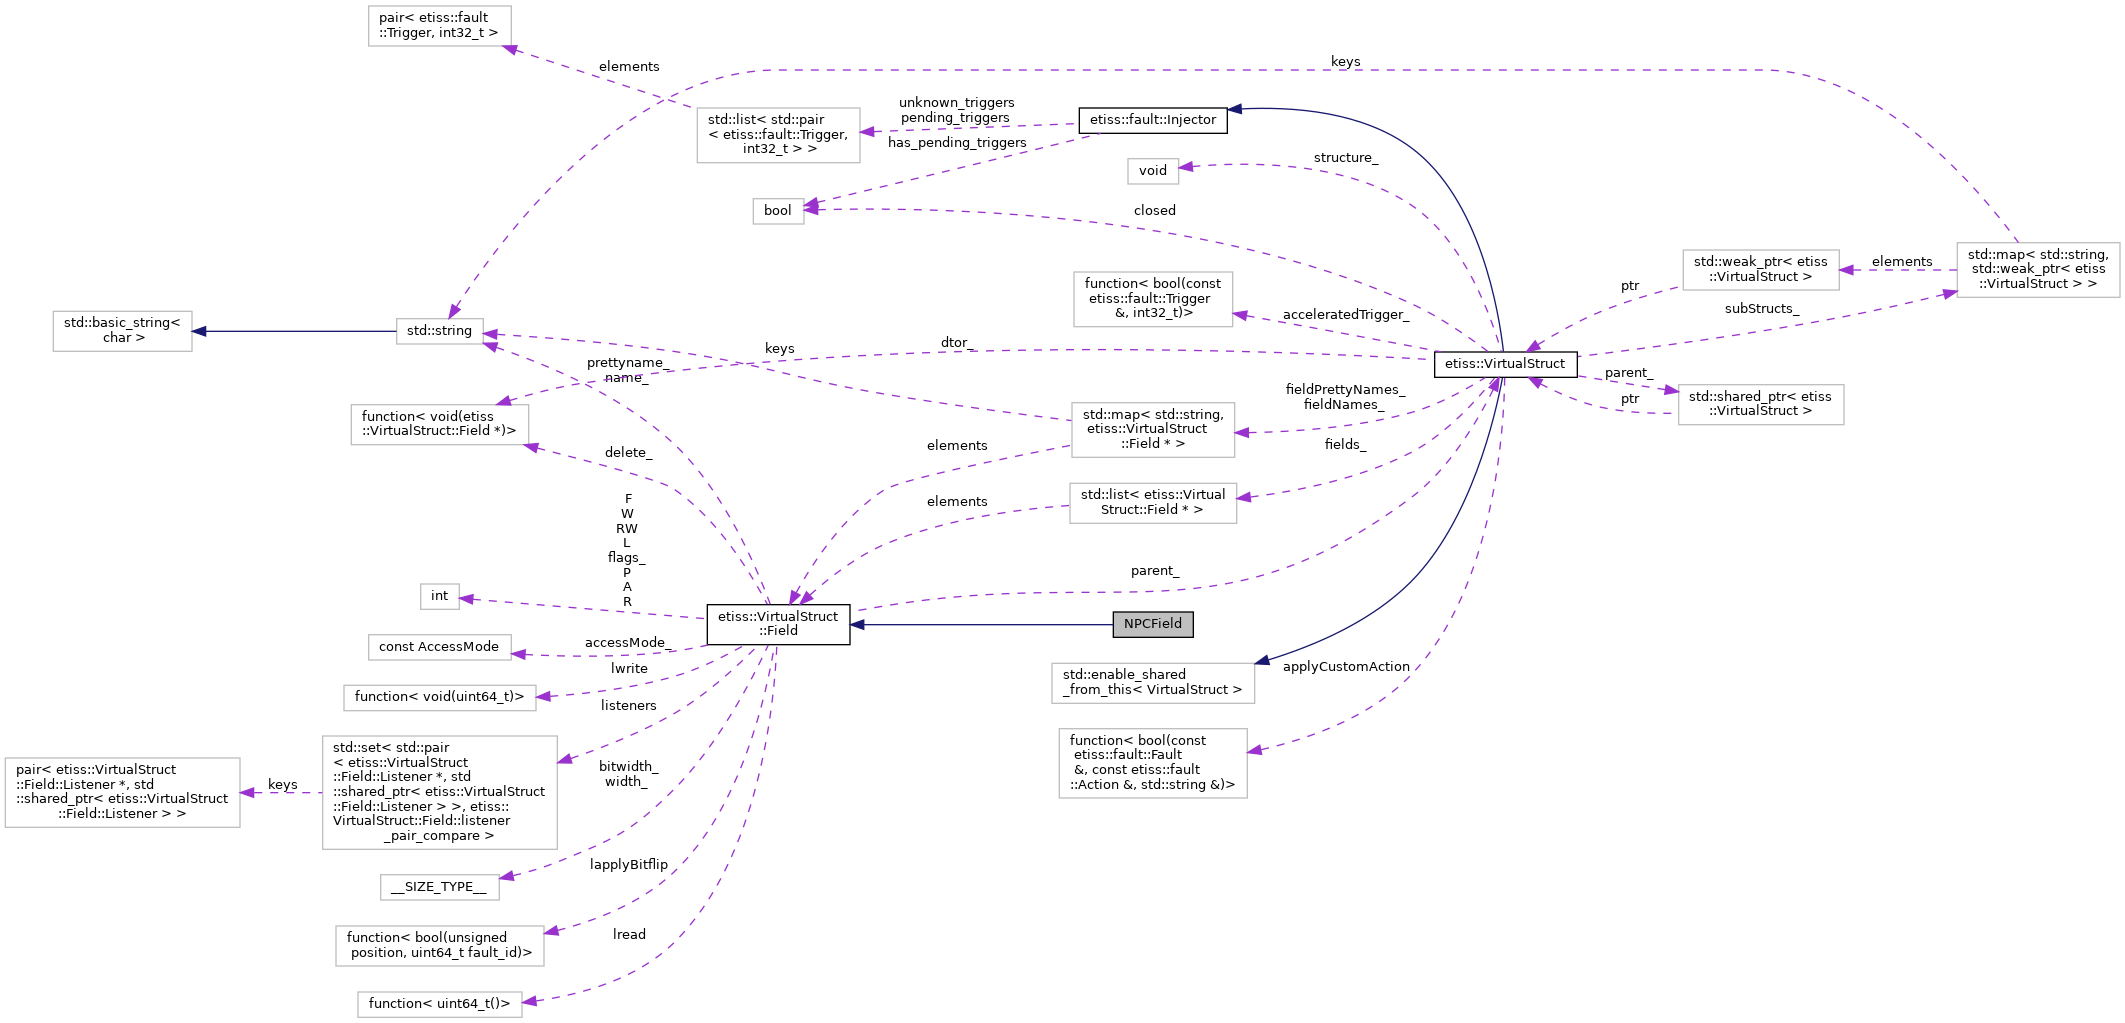 pair< etiss::fault
::Trigger, int32_t >
elements
keys
std::list< std::pair
< etiss::fault::Trigger,
int32_t > >
unknown_triggers
pending_triggers
has_pending_triggers
etiss::fault::Injector
void
structure_
bool
closed
function< bool(const
etiss::fault::Trigger
&, int32_t)>
acceleratedTrigger_
std::weak_ptr< etiss
::VirtualStruct >
elements
std::map< std::string,
std::weak_ptr< etiss
::VirtualStruct > >
ptr
subStructs_
std::basic_string<
char >
std::string
prettyname_
name_
keys
dtor_
etiss::VirtualStruct
parent_
ptr
std::shared_ptr< etiss
::VirtualStruct >
function< void(etiss
::VirtualStruct::Field *)>
delete_
std::map< std::string,
etiss::VirtualStruct
::Field * >
fieldPrettyNames_
fieldNames_
elements
fields_
std::list< etiss::Virtual
Struct::Field * >
elements
F
W
RW
L
flags_
P
A
R
int
parent_
etiss::VirtualStruct
::Field
NPCField
const AccessMode
accessMode_
function< void(uint64_t)>
lwrite
std::enable_shared
_from_this< VirtualStruct >
applyCustomAction
function< bool(const
etiss::fault::Fault
&, const etiss::fault
::Action &, std::string &)>
listeners
std::set< std::pair
< etiss::VirtualStruct
::Field::Listener *, std
::shared_ptr< etiss::VirtualStruct
::Field::Listener > >, etiss::
VirtualStruct::Field::listener
_pair_compare >
keys
pair< etiss::VirtualStruct
::Field::Listener *, std
::shared_ptr< etiss::VirtualStruct
::Field::Listener > >
bitwidth_
width_
__SIZE_TYPE__
lapplyBitflip
function< bool(unsigned
position, uint64_t fault_id)>
lread
function< uint64_t()>